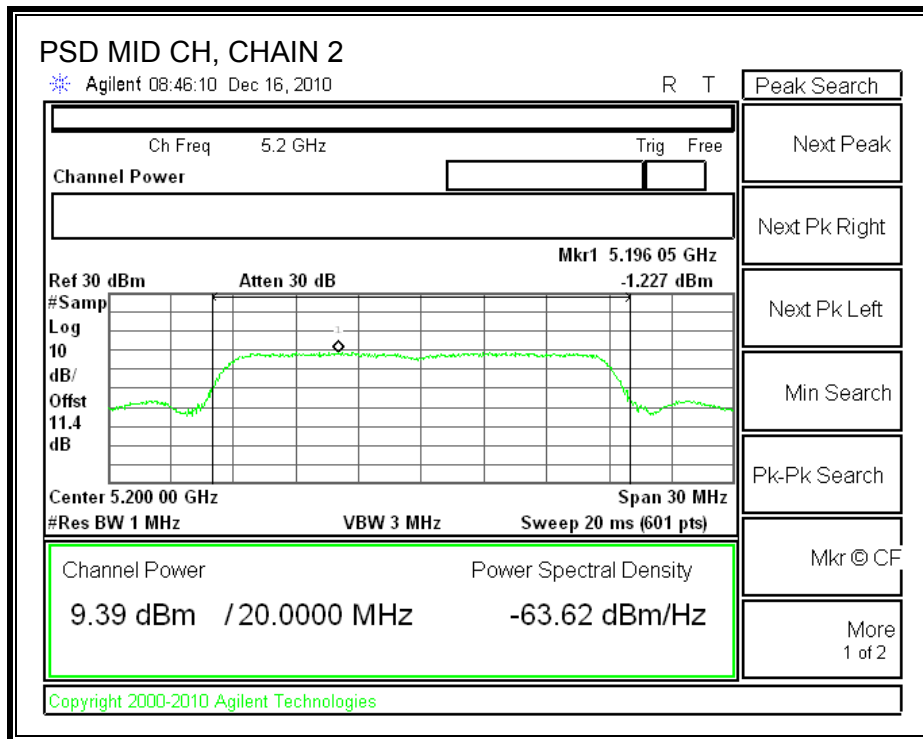 PSD MID CH, CHAIN 2
Agilent 08:46:10 Dec 16, 2010 R T
Peak Search
Ch Freq 5.2 GHz Trig Free
Channel Power
Mkr1 5.196 05 GHz
Ref 30 dBm Atten 30 dB -1.227 dBm
#Samp
Log
10
dB/
Offst
11.4
dB
1
Center 5.200 00 GHz Span 30 MHz
#Res BW 1 MHz VBW 3 MHz Sweep 20 ms (601 pts)
Channel Power Power Spectral Density
9.39 dBm / 20.0000 MHz -63.62 dBm/Hz
Copyright 2000-2010 Agilent Technologies
Next Peak
Next Pk Right
Next Pk Left
Min Search
Pk-Pk Search
Mkr © CF
More
1 of 2